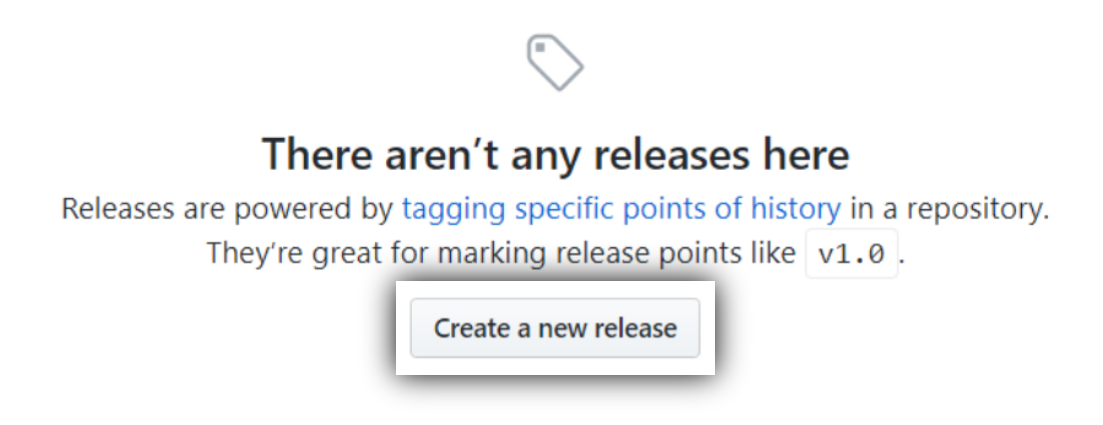 There aren’t any releases here
Releases are powered by tagging specific points of history in a repository.
They’re great for marking release points like v1.0.
Create a new release